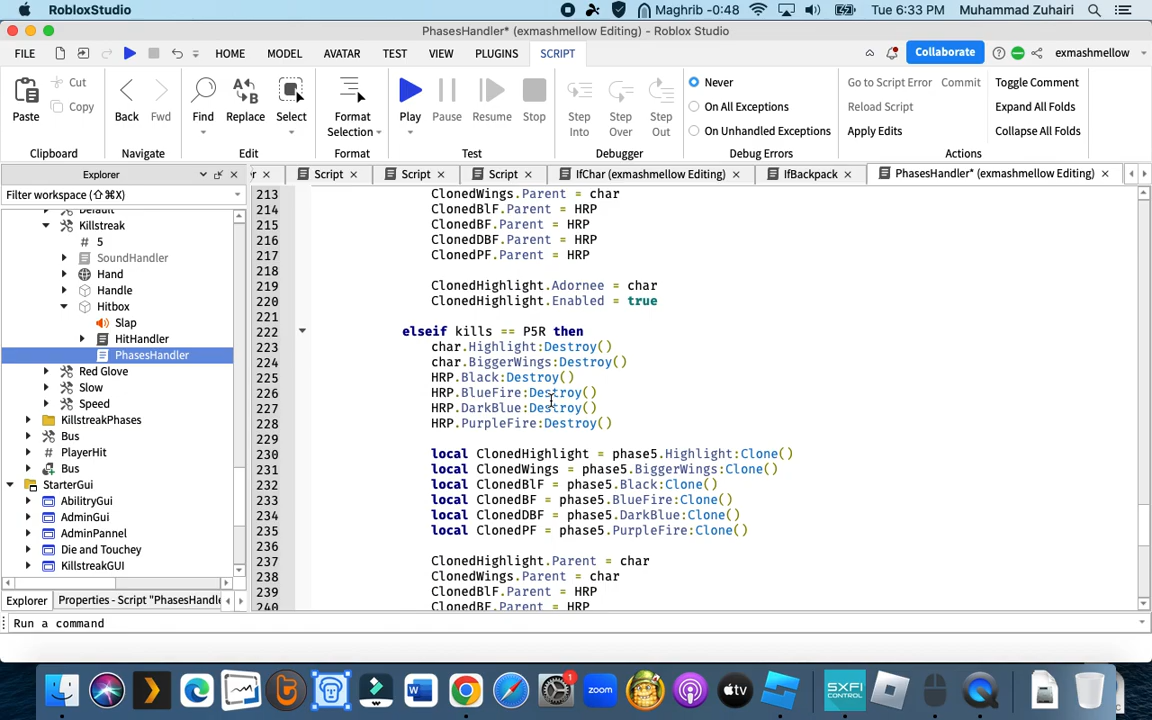 RobloxStudio
Maghrib -0:48
Tue 6:33 PM
Muhammad Zuhairi
PhasesHandler* (exmashmellow Editing) - Roblox Studio
FILE
HOME
MODEL
AVATAR
TEST
VIEW
PLUGINS
SCRIPT
Collaborate
exmashmellow
Paste
Cut
Copy
Back
Fwd
Find
Replace
Select
Format
Selection
Play
Pause
Resume
Stop
Step
Into
Step
Over
Step
Out
Never
On All Exceptions
On Unhandled Exceptions
Go to Script Error
Commit
Reload Script
Apply Edits
Toggle Comment
Expand All Folds
Collapse All Folds
Clipboard
Navigate
Edit
Format
Test
Debugger
Debug Errors
Actions
Explorer
r
Script
Script
Script
IfChar (exmashmellow Editing)
IfBackpack
PhasesHandler* (exmashmellow Editing)
Filter workspace (⇧⌘X)
Default
Killstreak
# 5
SoundHandler
Hand
Handle
Hitbox
Slap
HitHandler
PhasesHandler
Red Glove
Slow
Speed
KillstreakPhases
Bus
PlayerHit
Bus
StarterGui
AbilitryGui
AdminGui
AdminPannel
Die and Touchey
KillstreakGUI
Explorer
Properties - Script "PhasesHandle
213 ClonedWings.Parent = char
214 ClonedBlF.Parent = HRP
215 ClonedBF.Parent = HRP
216 ClonedDBF.Parent = HRP
217 ClonedPF.Parent = HRP
218
219 ClonedHighlight.Adornee = char
220 ClonedHighlight.Enabled = true
221
222 elseif kills == P5R then
223 char.Highlight:Destroy()
224 char.BiggerWings:Destroy()
225 HRP.Black:Destroy()
226 HRP.BlueFire:Destroy()
227 HRP.DarkBlue:Destroy()
228 HRP.PurpleFire:Destroy()
229
230 local ClonedHighlight = phase5.Highlight:Clone()
231 local ClonedWings = phase5.BiggerWings:Clone()
232 local ClonedBlF = phase5.Black:Clone()
233 local ClonedBF = phase5.BlueFire:Clone()
234 local ClonedDBF = phase5.DarkBlue:Clone()
235 local ClonedPF = phase5.PurpleFire:Clone()
236
237 ClonedHighlight.Parent = char
238 ClonedWings.Parent = char
239 ClonedBlF.Parent = HRP
240 ClonedBF.Parent = HRP
Run a command
1
W
zoom
tv
SXFI
CONTROL